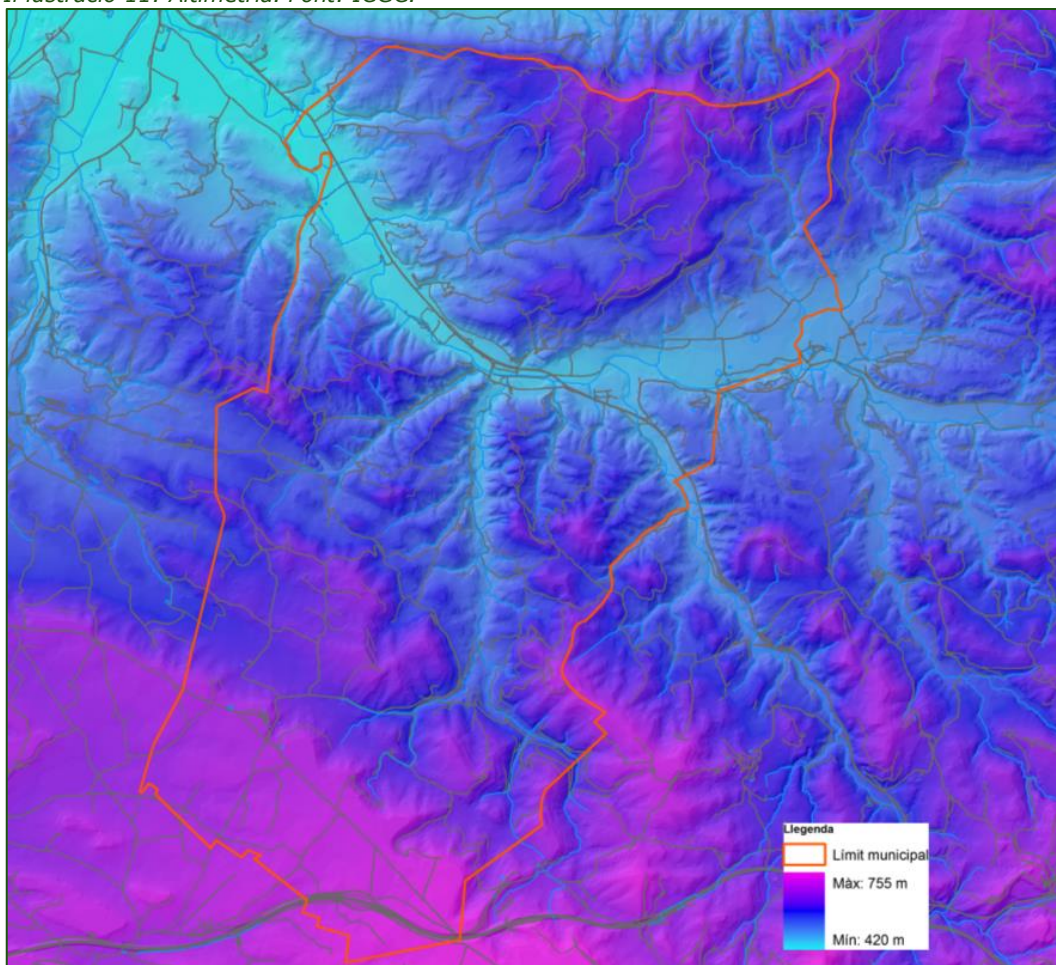 Il·lustració 11: Altimetria. Font: ICGC.
Llegenda
Límit municipal
Màx: 755 m
Mín: 420 m